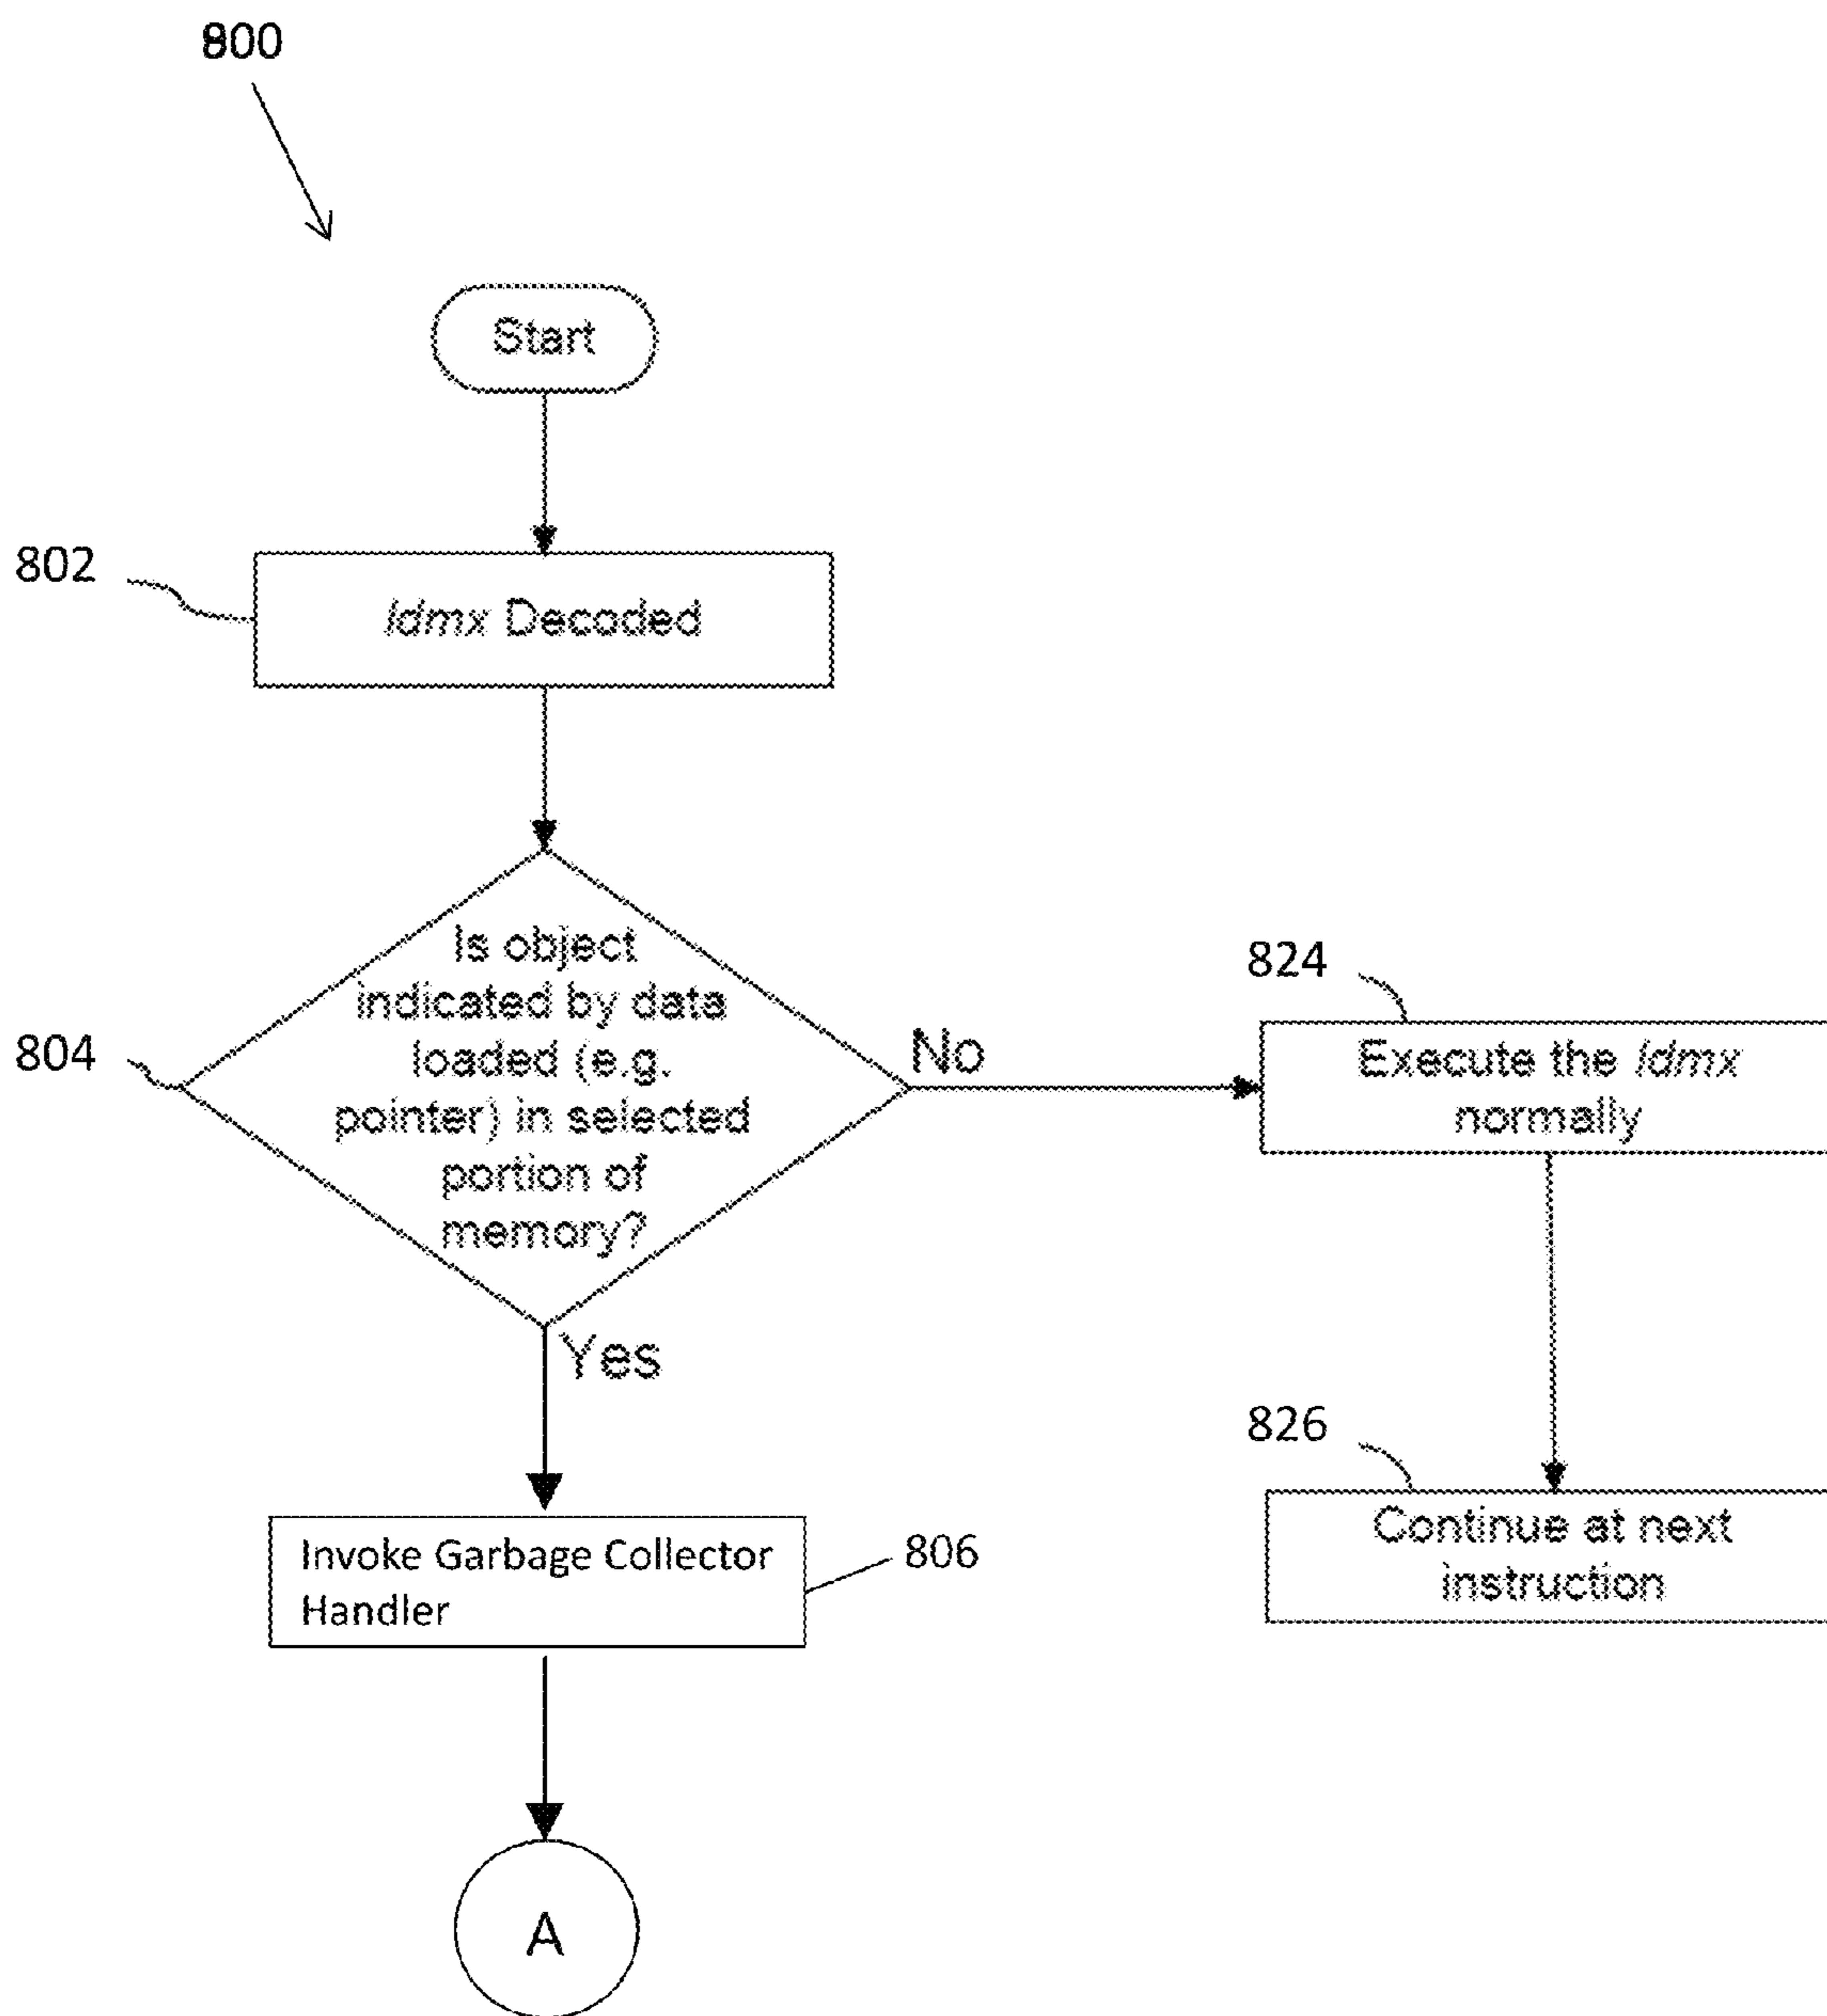 800
Start
802
ldmx Decoded
804
Is object
indicated by data
loaded (e.g.
pointer) in selected
portion of
memory?
No
824
Execute the ldmx
normally
Yes
826
Continue at next
instruction
Invoke Garbage Collector
Handler
806
A